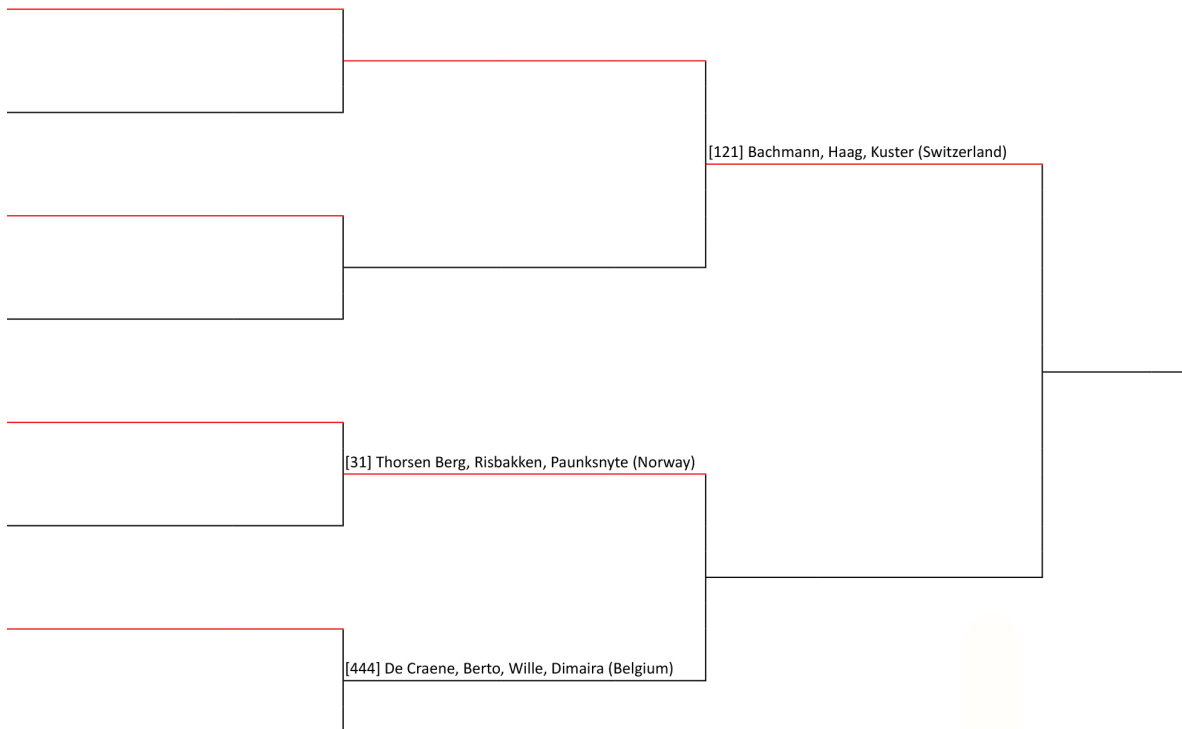 [121] Bachmann, Haag, Kuster (Switzerland)
[31] Thorsen Berg, Risbakken, Paunksnyte (Norway)
[444] De Craene, Berto, Wille, Dimaira (Belgium)